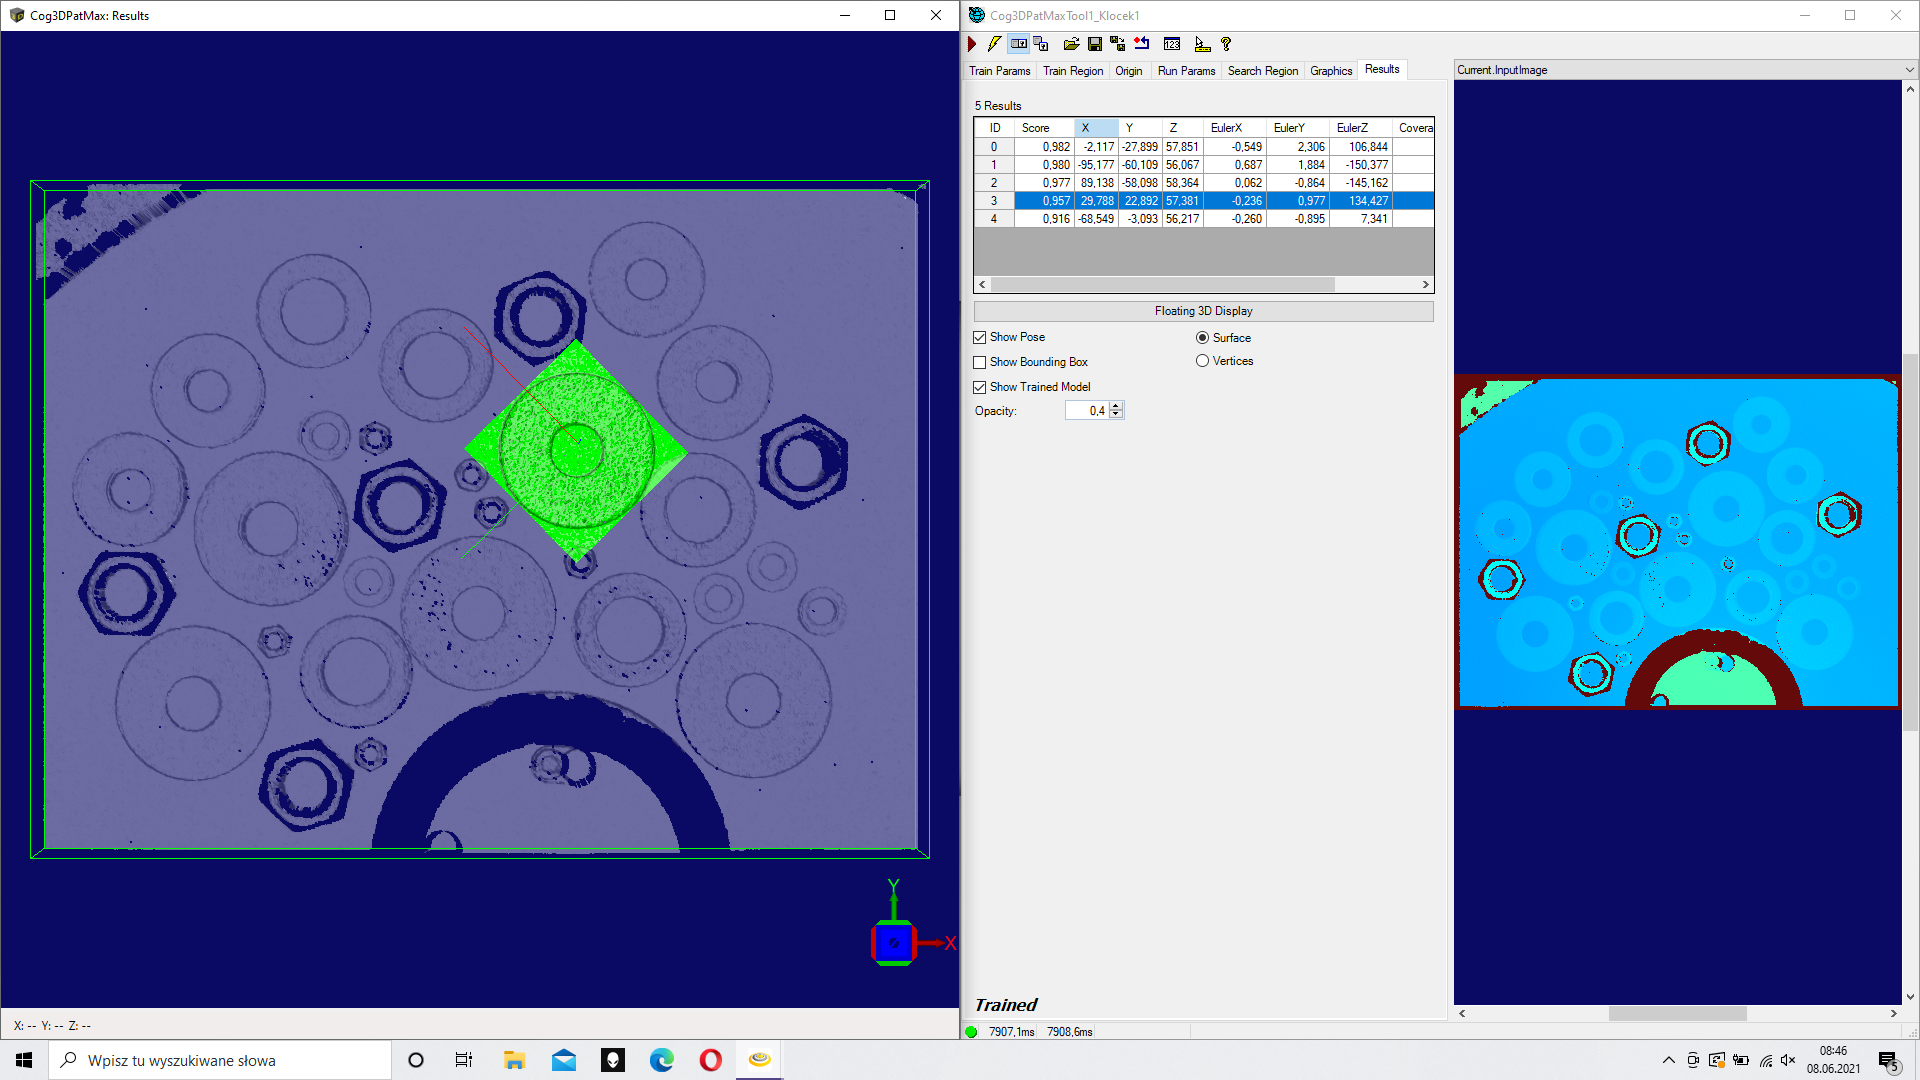 Cog3DPatMax: Results
Y
X
X: -- Y: -- Z: --
Cog3DPatMaxTool1_Klocek1
123
Train Params Train Region Origin Run Params Search Region Graphics Results
Current.InputImage
5 Results
ID Score X Y Z EulerX EulerY EulerZ Covera
0 0,982 -2,117 -27,899 57,851 -0,549 2,306 106,844
1 0,980 -95,177 -60,109 56,067 0,687 1,884 -150,377
2 0,977 89,138 -58,098 58,364 0,062 -0,864 -145,162
3 0,957 29,788 22,892 57,381 -0,236 0,977 134,427
4 0,916 -68,549 -3,093 56,217 -0,260 -0,895 7,341
Floating 3D Display
Show Pose Surface
Show Bounding Box Vertices
Show Trained Model
Opacity: 0,4
Trained
7907,1ms 7908,6ms
Wpisz tu wyszukiwane słowa
08:46
08.06.2021
5